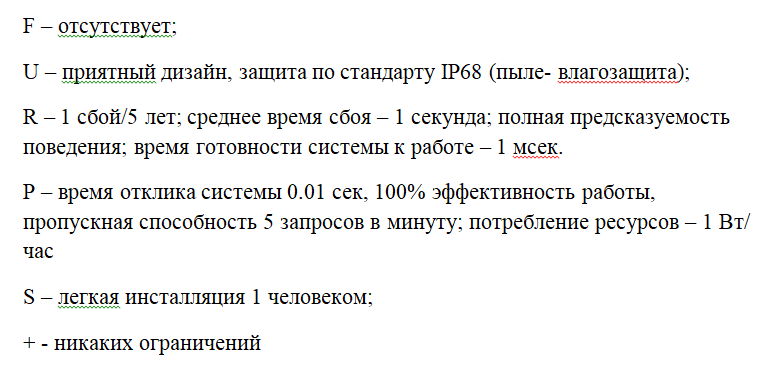 F – отсутствует;
U – приятный дизайн, защита по стандарту IP68 (пыле- влагозащита);
R – 1 сбой/5 лет; среднее время сбоя – 1 секунда; полная предсказуемость
поведения; время готовности системы к работе – 1 мсек.
P – время отклика системы 0.01 сек, 100% эффективность работы,
пропускная способность 5 запросов в минуту; потребление ресурсов – 1 Вт/
час
S – легкая инсталляция 1 человеком;
+ - никаких ограничений